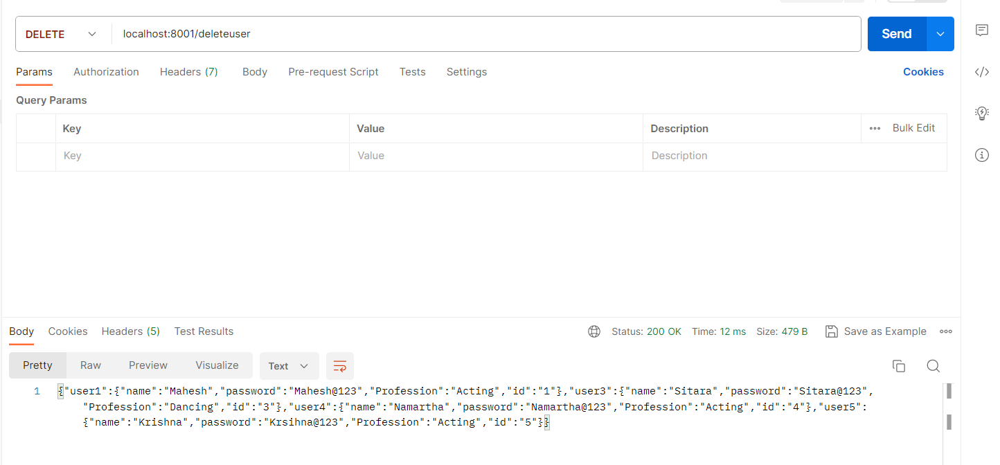 DELETE localhost:8001/deleteuser Send
Params Authorization Headers (7) Body Pre-request Script Tests Settings Cookies
Query Params
Key Value Description Bulk Edit
Key Value Description
Body Cookies Headers (5) Test Results Status: 200 OK Time: 12 ms Size: 479 B Save as Example
Pretty Raw Preview Visualize Text
1 {"user1":{"name":"Mahesh","password":"Mahesh@123","Profession":"Acting","id":"1"},"user3":{"name":"Sitara","password":"Sitara@123",
"Profession":"Dancing","id":"3"},"user4":{"name":"Namartha","password":"Namartha@123","Profession":"Acting","id":"4"},"user5":
{"name":"Krishna","password":"Krsihna@123","Profession":"Acting","id":"5"}}